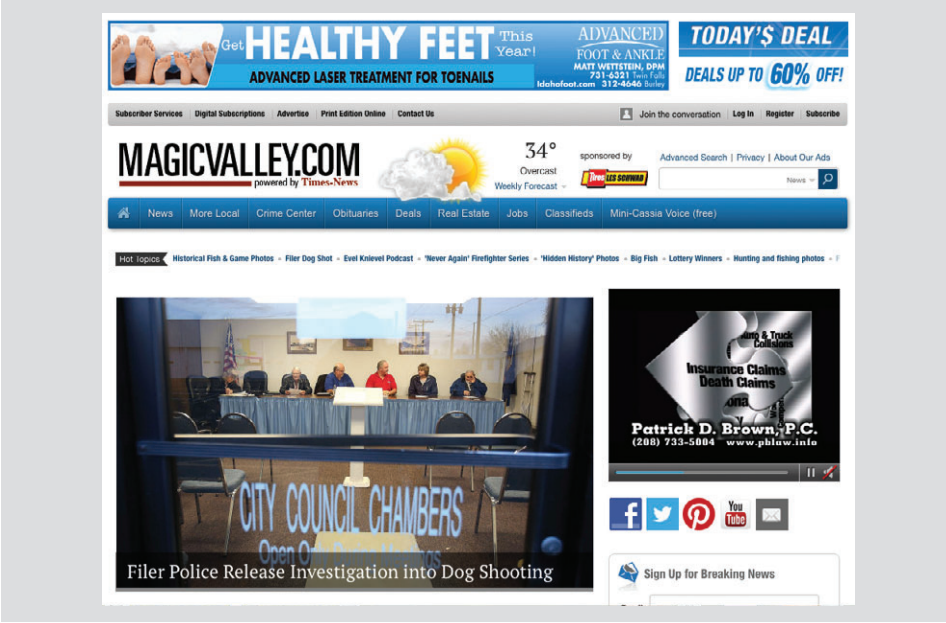 Get HEALTHY FEET This Year!
ADVANCED LASER TREATMENT FOR TOENAILS
ADVANCED
FOOT & ANKLE
MATT WETTSTEIN, DPM
731-6321 Twin Falls
Idahofoot.com 312-4646 Burley
TODAY'$ DEAL
DEALS UP TO 60% OFF!
Subscriber Services Digital Subscriptions Advertise Print Edition Online Contact Us
Join the conversation Log In Register Subscribe
MAGICVALLEY.COM
powered by Times-News
34°
Overcast
Weekly Forecast
sponsored by
Tires LES SCHWAB
Advanced Search | Privacy | About Our Ads
News
News More Local Crime Center Obituaries Deals Real Estate Jobs Classifieds Mini-Cassia Voice (free)
Hot Topics Historical Fish & Game Photos Filer Dog Shot Evel Knievel Podcast 'Never Again' Firefighter Series 'Hidden History' Photos Big Fish Lottery Winners Hunting and fishing photos
CITY COUNCIL CHAMBERS
Open
Filer Police Release Investigation into Dog Shooting
Auto & Truck
Collisions
Insurance Claims
Death Claims
Patrick D. Brown, P.C.
(208) 733-5004 www.pblaw.info
You
Tube
Sign Up for Breaking News